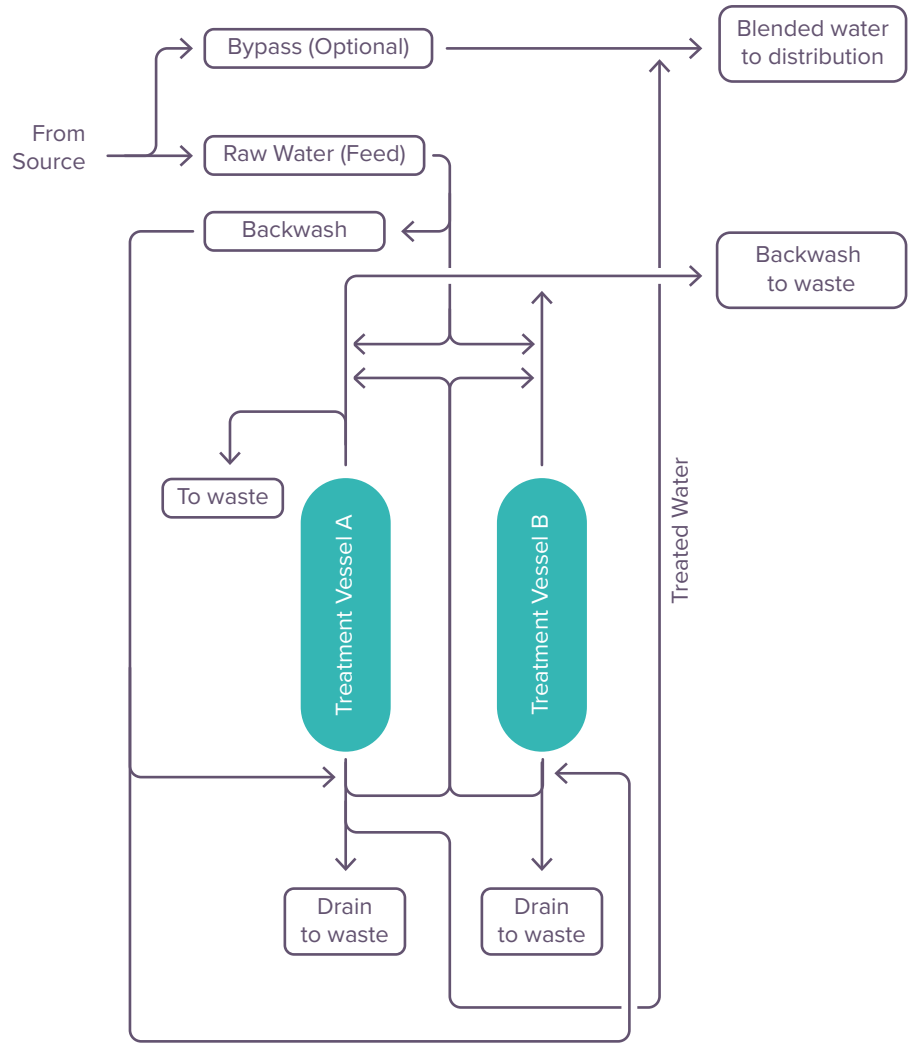 Bypass (Optional)
Blended water
to distribution
From
Source
Raw Water (Feed)
Backwash
Backwash
to waste
To waste
Treatment Vessel A
Treatment Vessel B
Treated Water
Drain
to waste
Drain
to waste